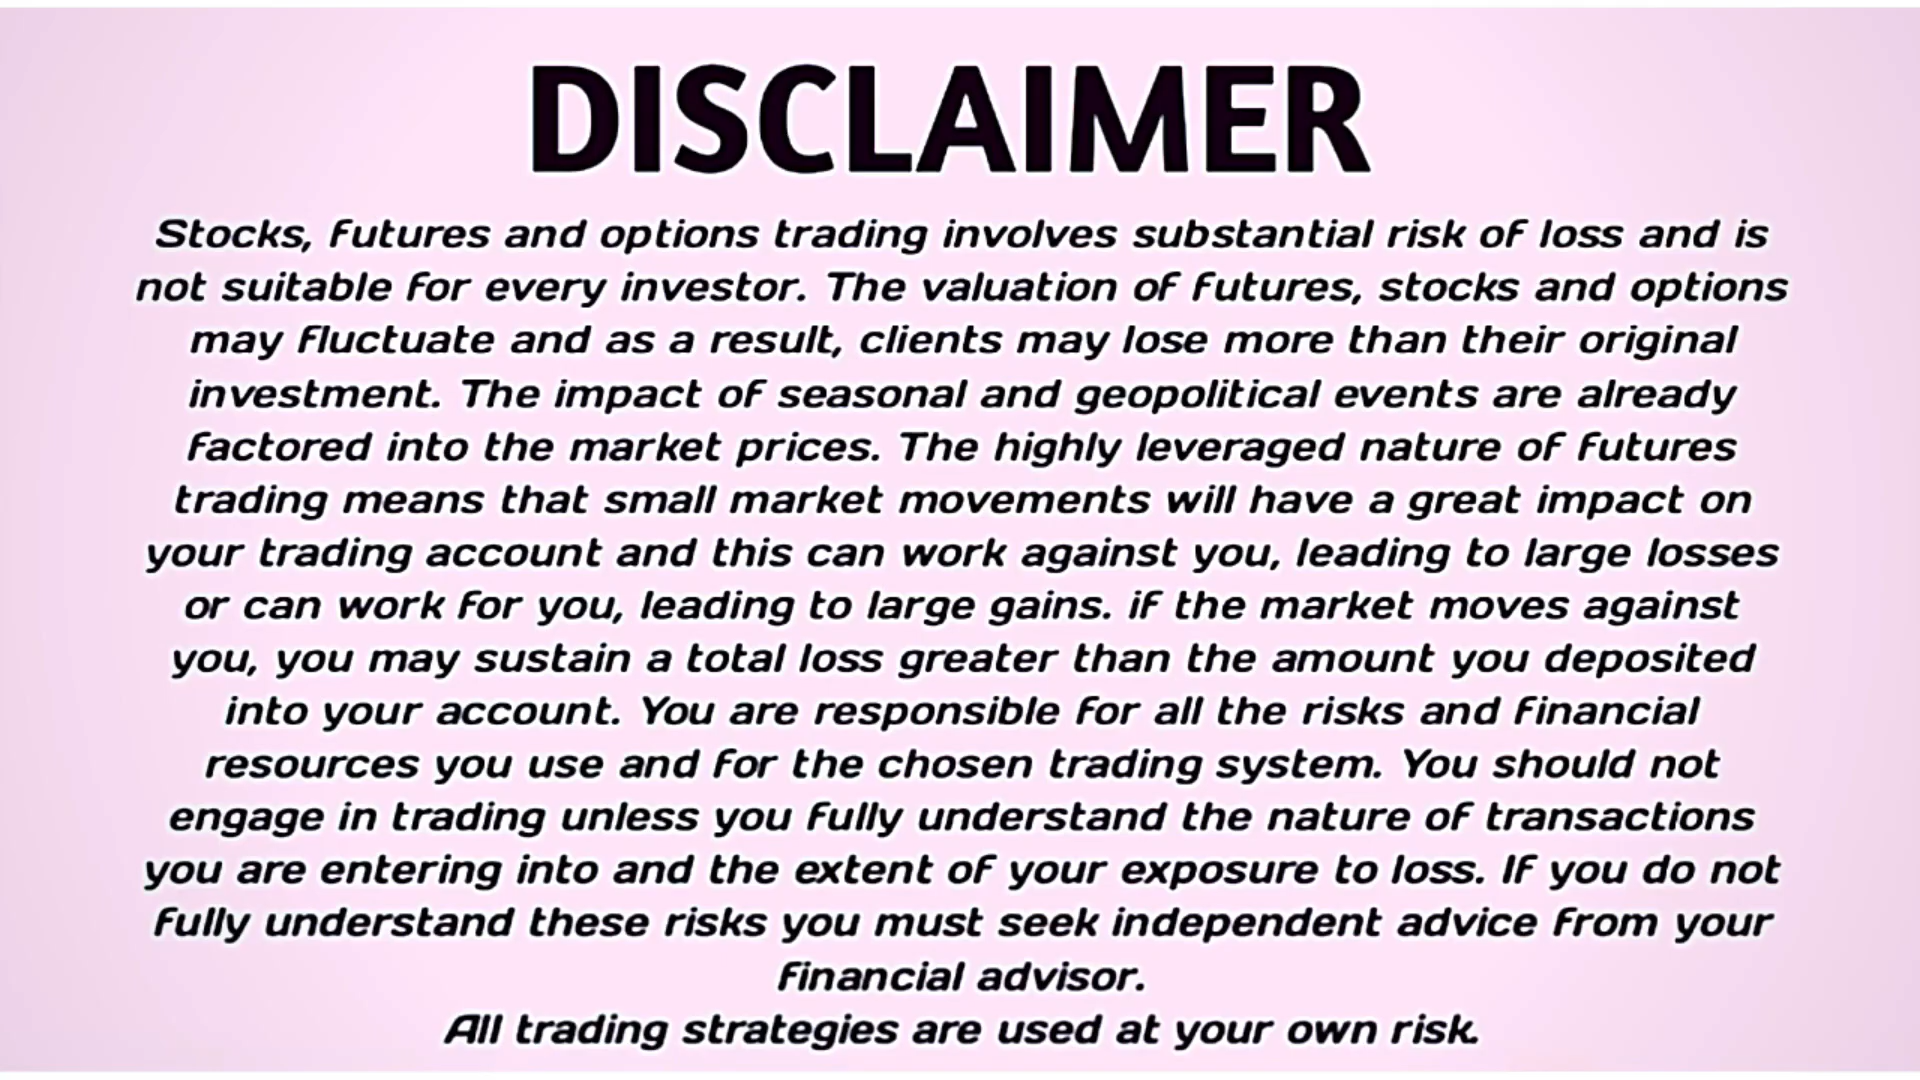 DISCLAIMER
Stocks, futures and options trading involves substantial risk of loss and is
not suitable for every investor. The valuation of futures, stocks and options
may fluctuate and as a result, clients may lose more than their original
investment. The impact of seasonal and geopolitical events are already
factored into the market prices. The highly leveraged nature of futures
trading means that small market movements will have a great impact on
your trading account and this can work against you, leading to large losses
or can work for you, leading to large gains. if the market moves against
you, you may sustain a total loss greater than the amount you deposited
into your account. You are responsible for all the risks and financial
resources you use and for the chosen trading system. You should not
engage in trading unless you fully understand the nature of transactions
you are entering into and the extent of your exposure to loss. If you do not
fully understand these risks you must seek independent advice from your
financial advisor.
All trading strategies are used at your own risk.